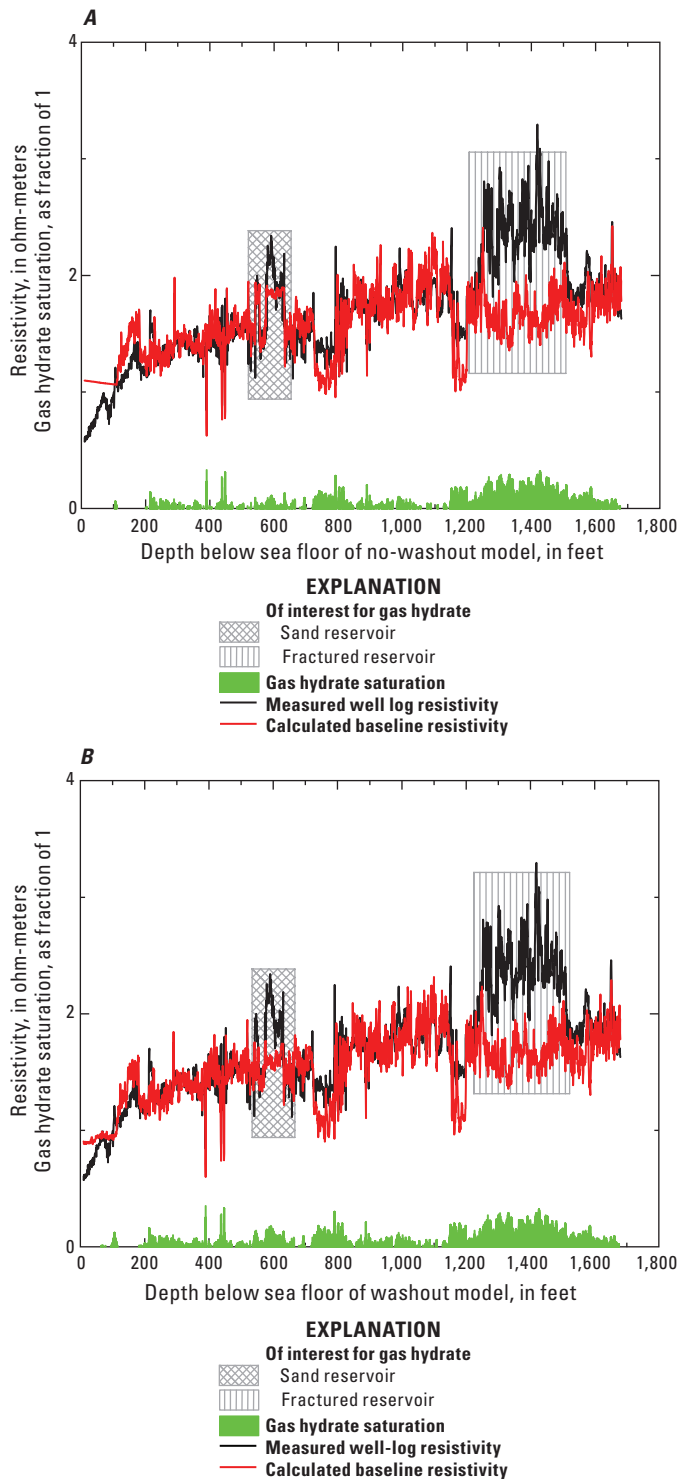 A
Resistivity, in ohm-meters
Gas hydrate saturation, as fraction of 1
4
2
0
0 200 400 600 800 1,000 1,200 1,400 1,600 1,800
Depth below sea floor of no-washout model, in feet
EXPLANATION
Of interest for gas hydrate
Sand reservoir
Fractured reservoir
Gas hydrate saturation
Measured well log resistivity
Calculated baseline resistivity
B
Resistivity, in ohm-meters
Gas hydrate saturation, as fraction of 1
4
2
0
0 200 400 600 800 1,000 1,200 1,400 1,600 1,800
Depth below sea floor of washout model, in feet
EXPLANATION
Of interest for gas hydrate
Sand reservoir
Fractured reservoir
Gas hydrate saturation
Measured well-log resistivity
Calculated baseline resistivity